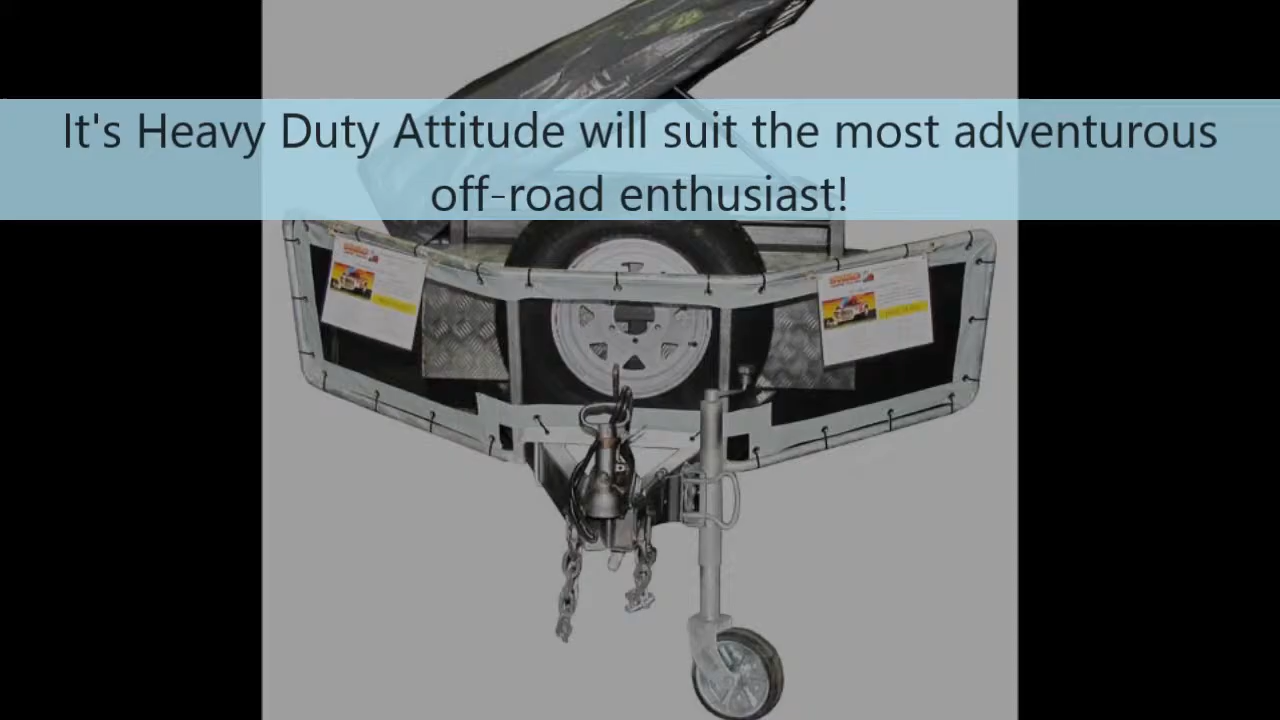 It's Heavy Duty Attitude will suit the most adventurous
off-road enthusiast!